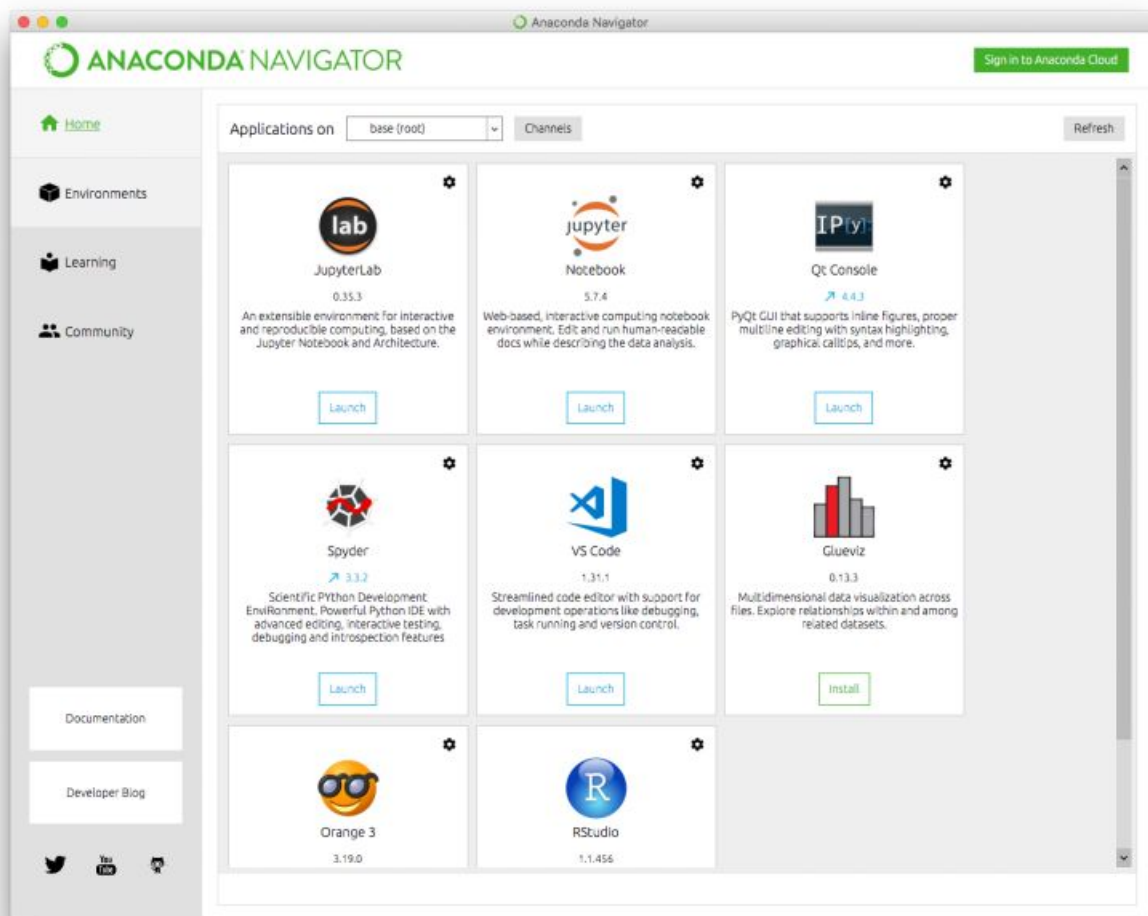 Anaconda Navigator
ANACONDA NAVIGATOR
Sign in to Anaconda Cloud
Home
Environments
Learning
Community
Documentation
Developer Blog
You
Tube
Applications on
base (root)
Channels
Refresh
lab
JupyterLab
0.35.3
An extensible environment for interactive
and reproducible computing, based on the
Jupyter Notebook and Architecture.
Launch
jupyter
Notebook
5.7.4
Web-based, interactive computing notebook
environment. Edit and run human-readable
docs while describing the data analysis.
Launch
IP[y]:
Qt Console
4.4.3
PyQt GUI that supports inline figures, proper
multiline editing with syntax highlighting,
graphical calltips, and more.
Launch
Spyder
3.3.2
Scientific PYthon Development
EnviRonment. Powerful Python IDE with
advanced editing, interactive testing,
debugging and introspection features
Launch
VS Code
1.31.1
Streamlined code editor with support for
development operations like debugging,
task running and version control.
Launch
Glueviz
0.13.3
Multidimensional data visualization across
files. Explore relationships within and among
related datasets.
Install
Orange 3
3.19.0
R
RStudio
1.1.456